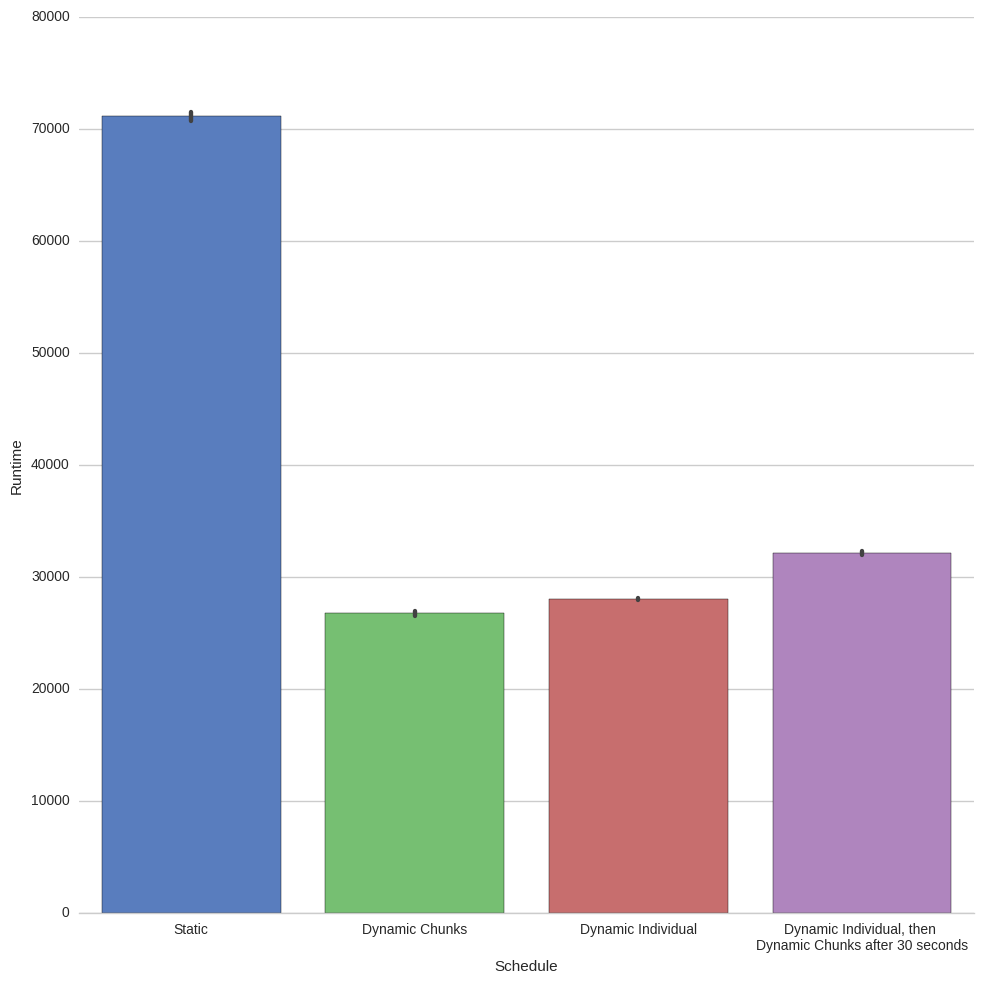 80000
70000
60000
50000
40000
30000
20000
10000
0
Runtime
Static
Dynamic Chunks
Dynamic Individual
Dynamic Individual, then
Dynamic Chunks after 30 seconds
Schedule